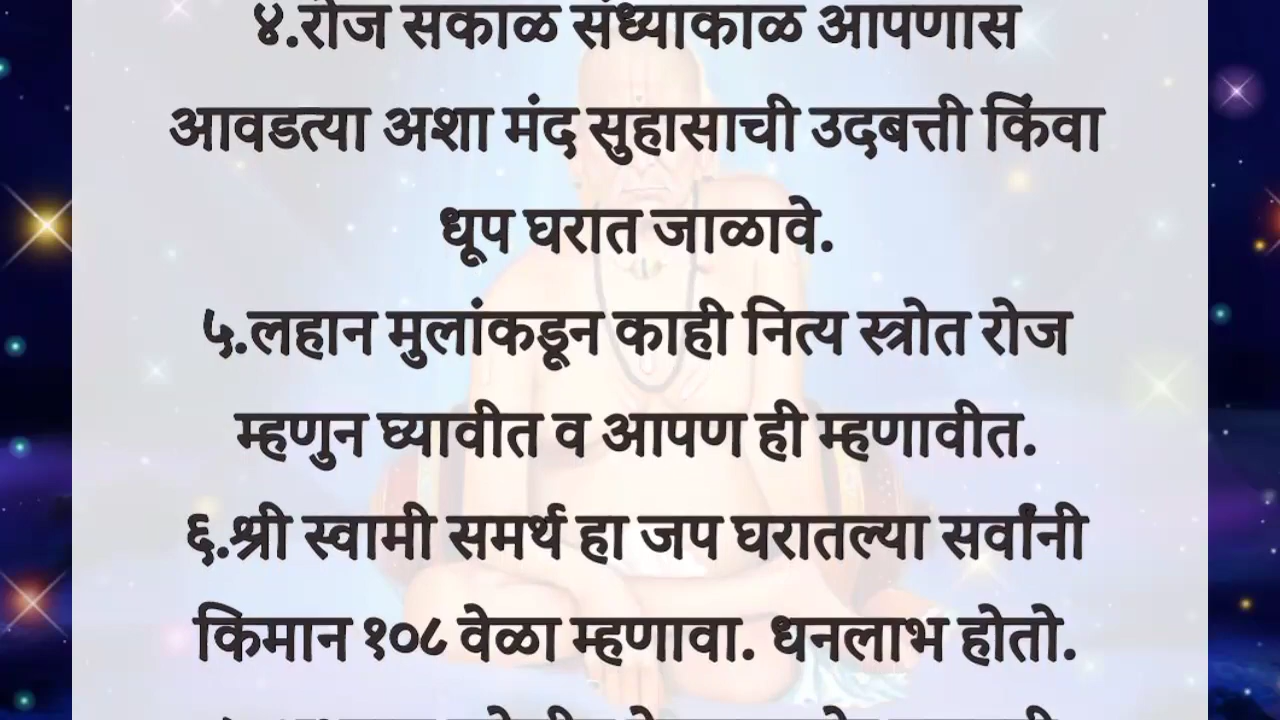 ४.रोज सकाळ संध्याकाळ आपणास
आवडत्या अशा मंद सुहासाची उदबत्ती किंवा
धूप घरात जाळावे.
५.लहान मुलांकडून काही नित्य स्त्रोत रोज
म्हणुन घ्यावीत व आपण ही म्हणावीत.
६.श्री स्वामी समर्थ हा जप घरातल्या सर्वांनी
किमान १०८ वेळा म्हणावा. धनलाभ होतो.